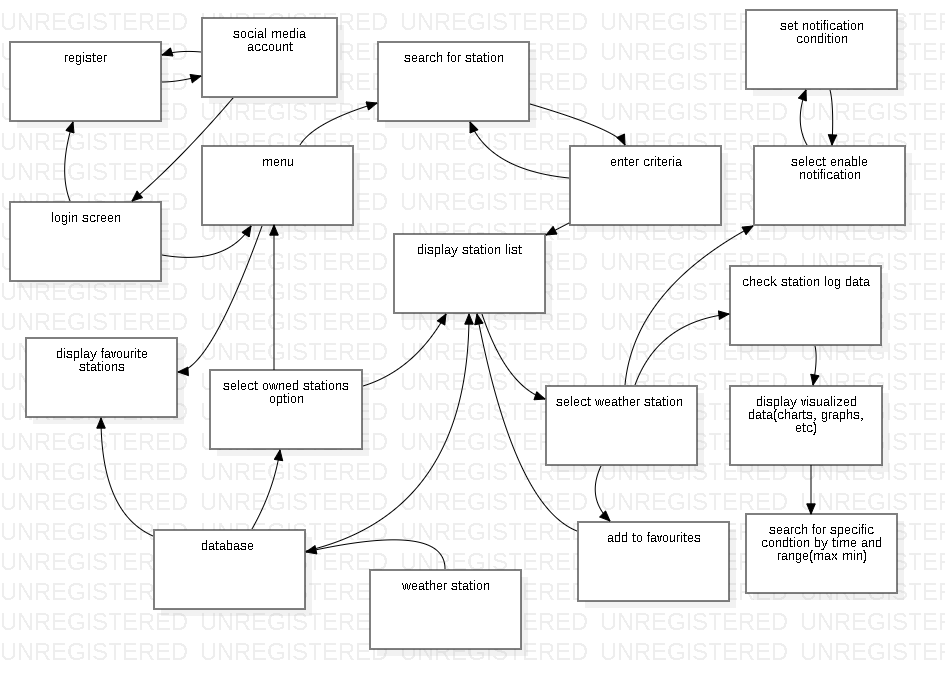 UNREGISTERED
social media
account
set notification
condition
register
search for station
menu
enter criteria
select enable
notification
login screen
display station list
check station log data
display favourite
stations
select owned stations
option
select weather station
display visualized
data(charts, graphs,
etc)
database
add to favourites
search for specific
condtion by time and
range(max min)
weather station